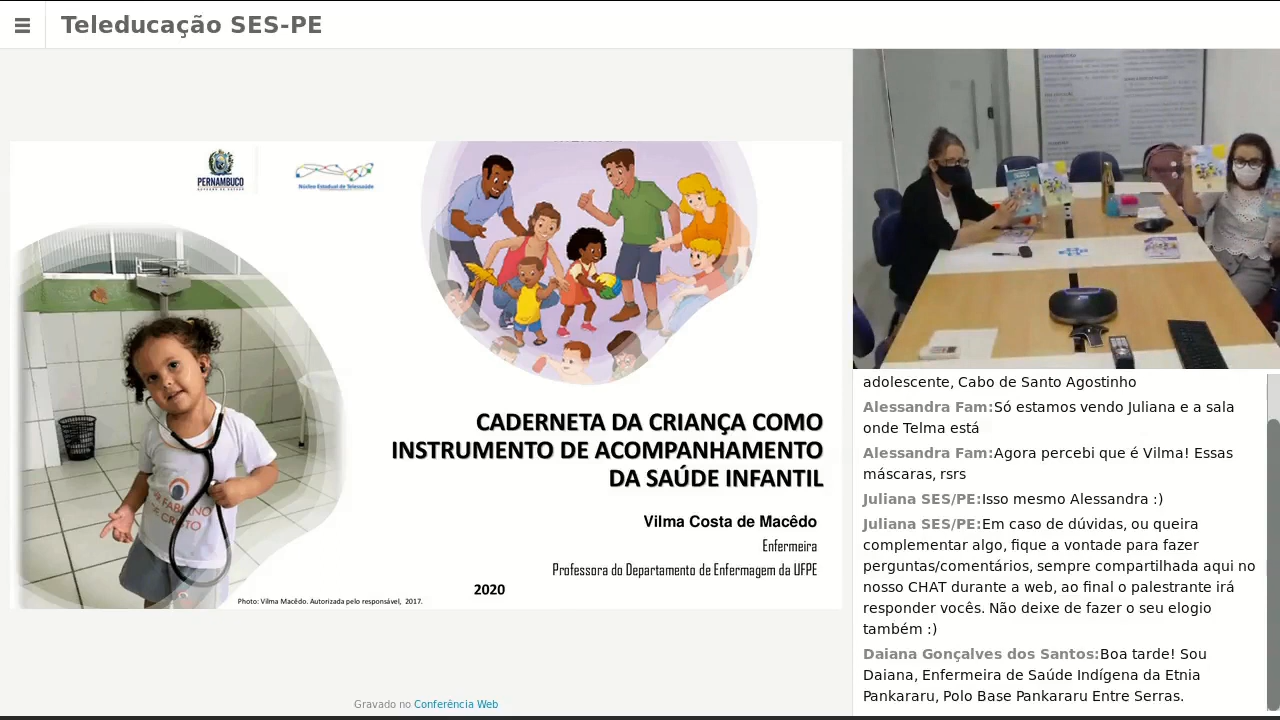 Teleducação SES-PE
PERNAMBUCO
Núcleo Estadual de Telessaúde
CADERNETA DA CRIANÇA COMO
INSTRUMENTO DE ACOMPANHAMENTO
DA SAÚDE INFANTIL
Vilma Costa de Macêdo
Enfermeira
Professora do Departamento de Enfermagem da UFPE
2020
Photo: Vilma Macêdo. Autorizada pelo responsável, 2017.
Gravado no Conferência Web
adolescente, Cabo de Santo Agostinho
Alessandra Fam:Só estamos vendo Juliana e a sala
onde Telma está
Alessandra Fam:Agora percebi que é Vilma! Essas
máscaras, rsrs
Juliana SES/PE:Isso mesmo Alessandra :)
Juliana SES/PE:Em caso de dúvidas, ou queira
complementar algo, fique a vontade para fazer
perguntas/comentários, sempre compartilhada aqui no
nosso CHAT durante a web, ao final o palestrante irá
responder vocês. Não deixe de fazer o seu elogio
também :)
Daiana Gonçalves dos Santos:Boa tarde! Sou
Daiana, Enfermeira de Saúde Indígena da Etnia
Pankararu, Polo Base Pankararu Entre Serras.